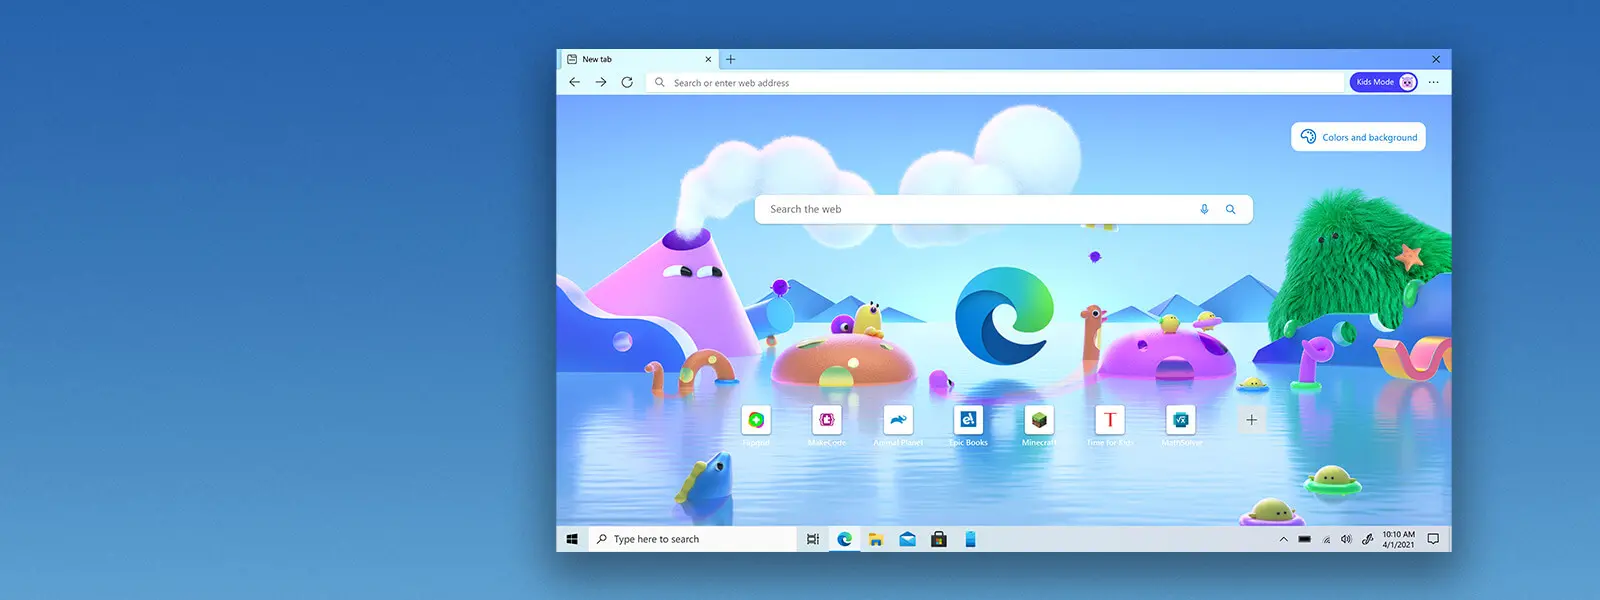 New tab
Search or enter web address
Kids Mode
Colors and background
Search the web
MakeCode
Animal Planet
Epic Books
Minecraft
T
Time for Kids
MathSolver
Type here to search
10:10 AM
4/1/2021